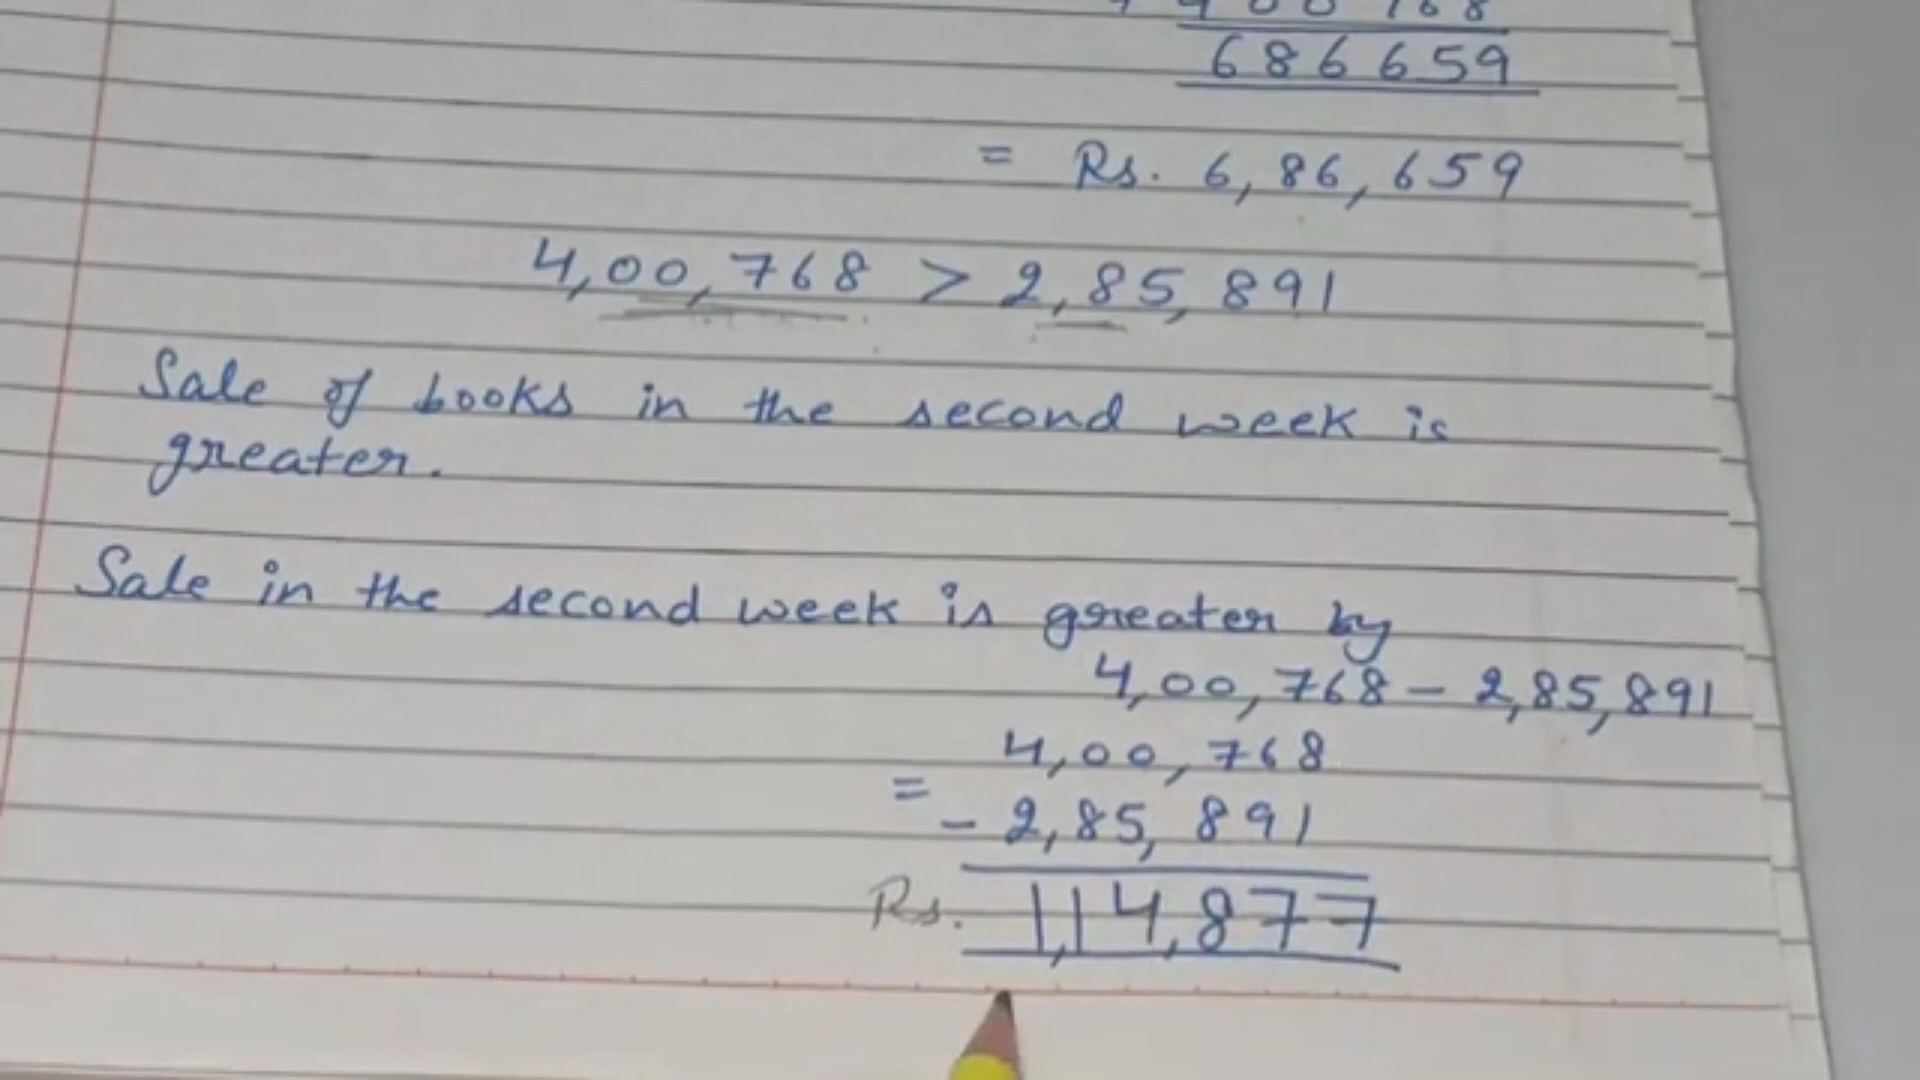 + 400768
686659
= Rs. 6,86,659
4,00,768 > 2,85,891
Sale of books in the second week is
greater.
Sale in the second week is greater by
4,00,768 - 2,85,891
4,00,768
= - 2,85,891
Rs. 1,14,877